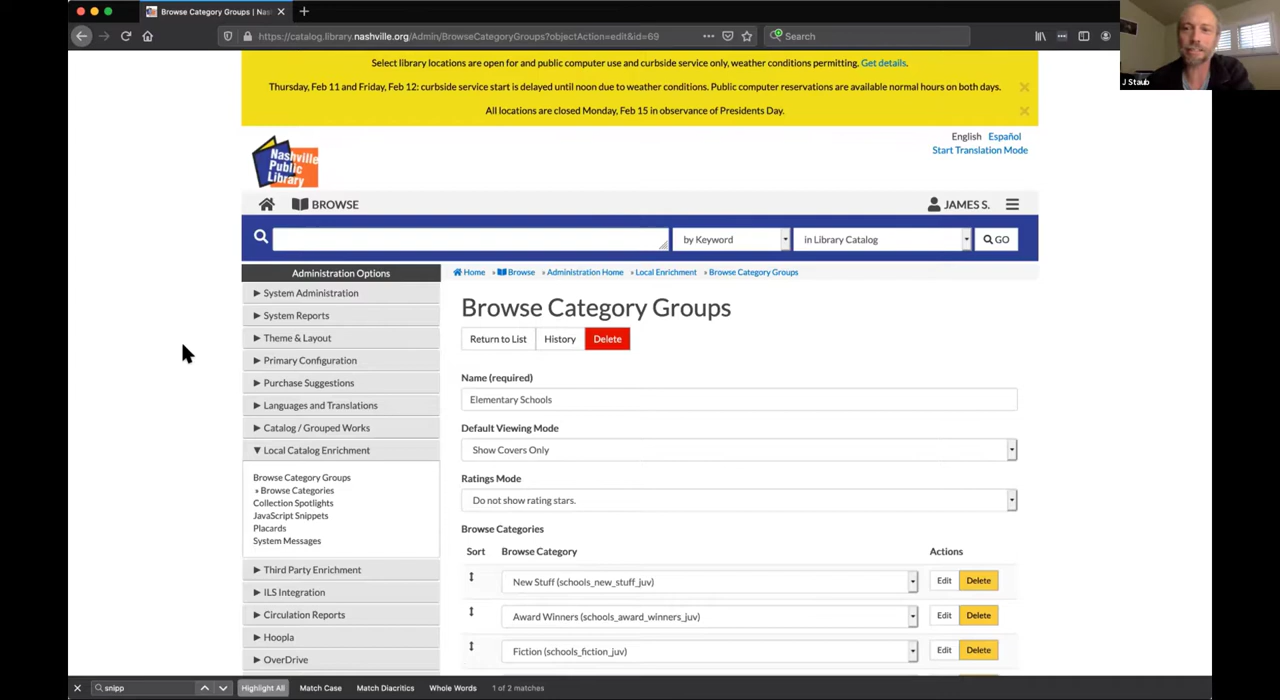 Browse Category Groups | Nas
https://catalog.library.nashville.org/Admin/BrowseCategoryGroups?objectAction=edit&id=69
Search
J Staub
Select library locations are open for and public computer use and curbside service only, weather conditions permitting. Get details.
Thursday, Feb 11 and Friday, Feb 12: curbside service start is delayed until noon due to weather conditions. Public computer reservations are available normal hours on both days.
All locations are closed Monday, Feb 15 in observance of Presidents Day.
English Español
Start Translation Mode
Nashville
Public
Library
BROWSE
JAMES S.
by Keyword
in Library Catalog
GO
Administration Options
System Administration
System Reports
Theme & Layout
Primary Configuration
Purchase Suggestions
Languages and Translations
Catalog / Grouped Works
Local Catalog Enrichment
Browse Category Groups
» Browse Categories
Collection Spotlights
JavaScript Snippets
Placards
System Messages
Third Party Enrichment
ILS Integration
Circulation Reports
Hoopla
OverDrive
Home » Browse » Administration Home » Local Enrichment » Browse Category Groups
Browse Category Groups
Return to List
History
Delete
Name (required)
Elementary Schools
Default Viewing Mode
Show Covers Only
Ratings Mode
Do not show rating stars.
Browse Categories
Sort Browse Category Actions
New Stuff (schools_new_stuff_juv) Edit Delete
Award Winners (schools_award_winners_juv) Edit Delete
Fiction (schools_fiction_juv) Edit Delete
snipp
Highlight All
Match Case
Match Diacritics
Whole Words
1 of 2 matches